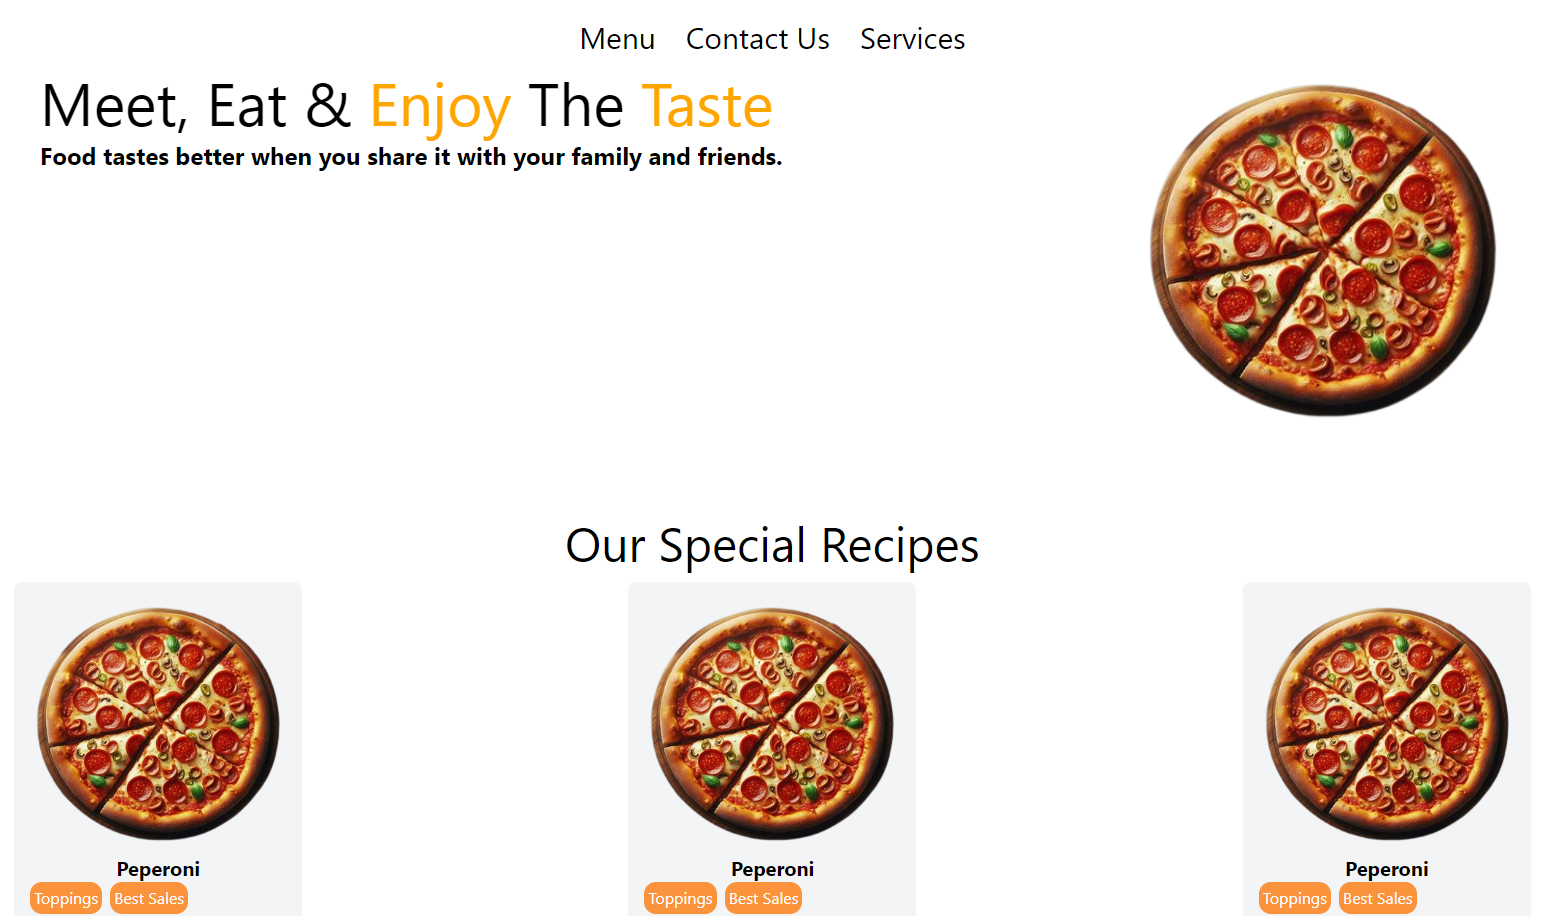 Menu Contact Us Services
Meet, Eat & Enjoy The Taste
Food tastes better when you share it with your family and friends.
Our Special Recipes
Peperoni
Toppings Best Sales
Peperoni
Toppings Best Sales
Peperoni
Toppings Best Sales